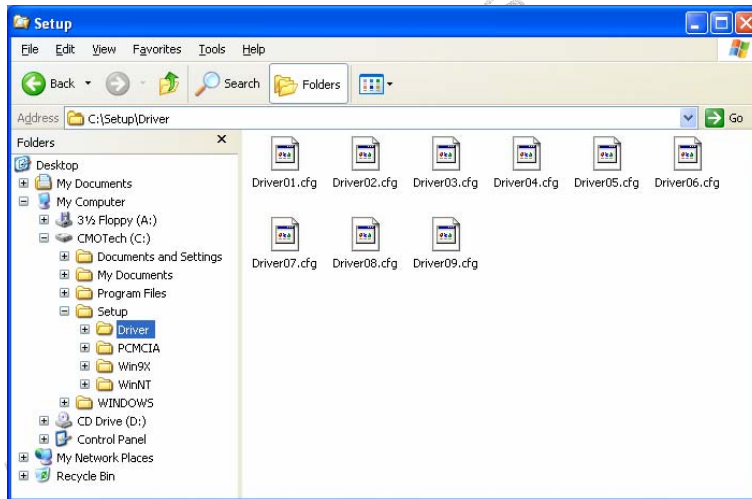 Setup
File Edit View Favorites Tools Help
Back Search Folders
Address C:\Setup\Driver Go
Folders X
Desktop
My Documents
My Computer
3½ Floppy (A:)
CMOTech (C:)
Documents and Settings
My Documents
Program Files
Setup
Driver
PCMCIA
Win9X
WinNT
WINDOWS
CD Drive (D:)
Control Panel
My Network Places
Recycle Bin
Driver01.cfg Driver02.cfg Driver03.cfg Driver04.cfg Driver05.cfg Driver06.cfg
Driver07.cfg Driver08.cfg Driver09.cfg